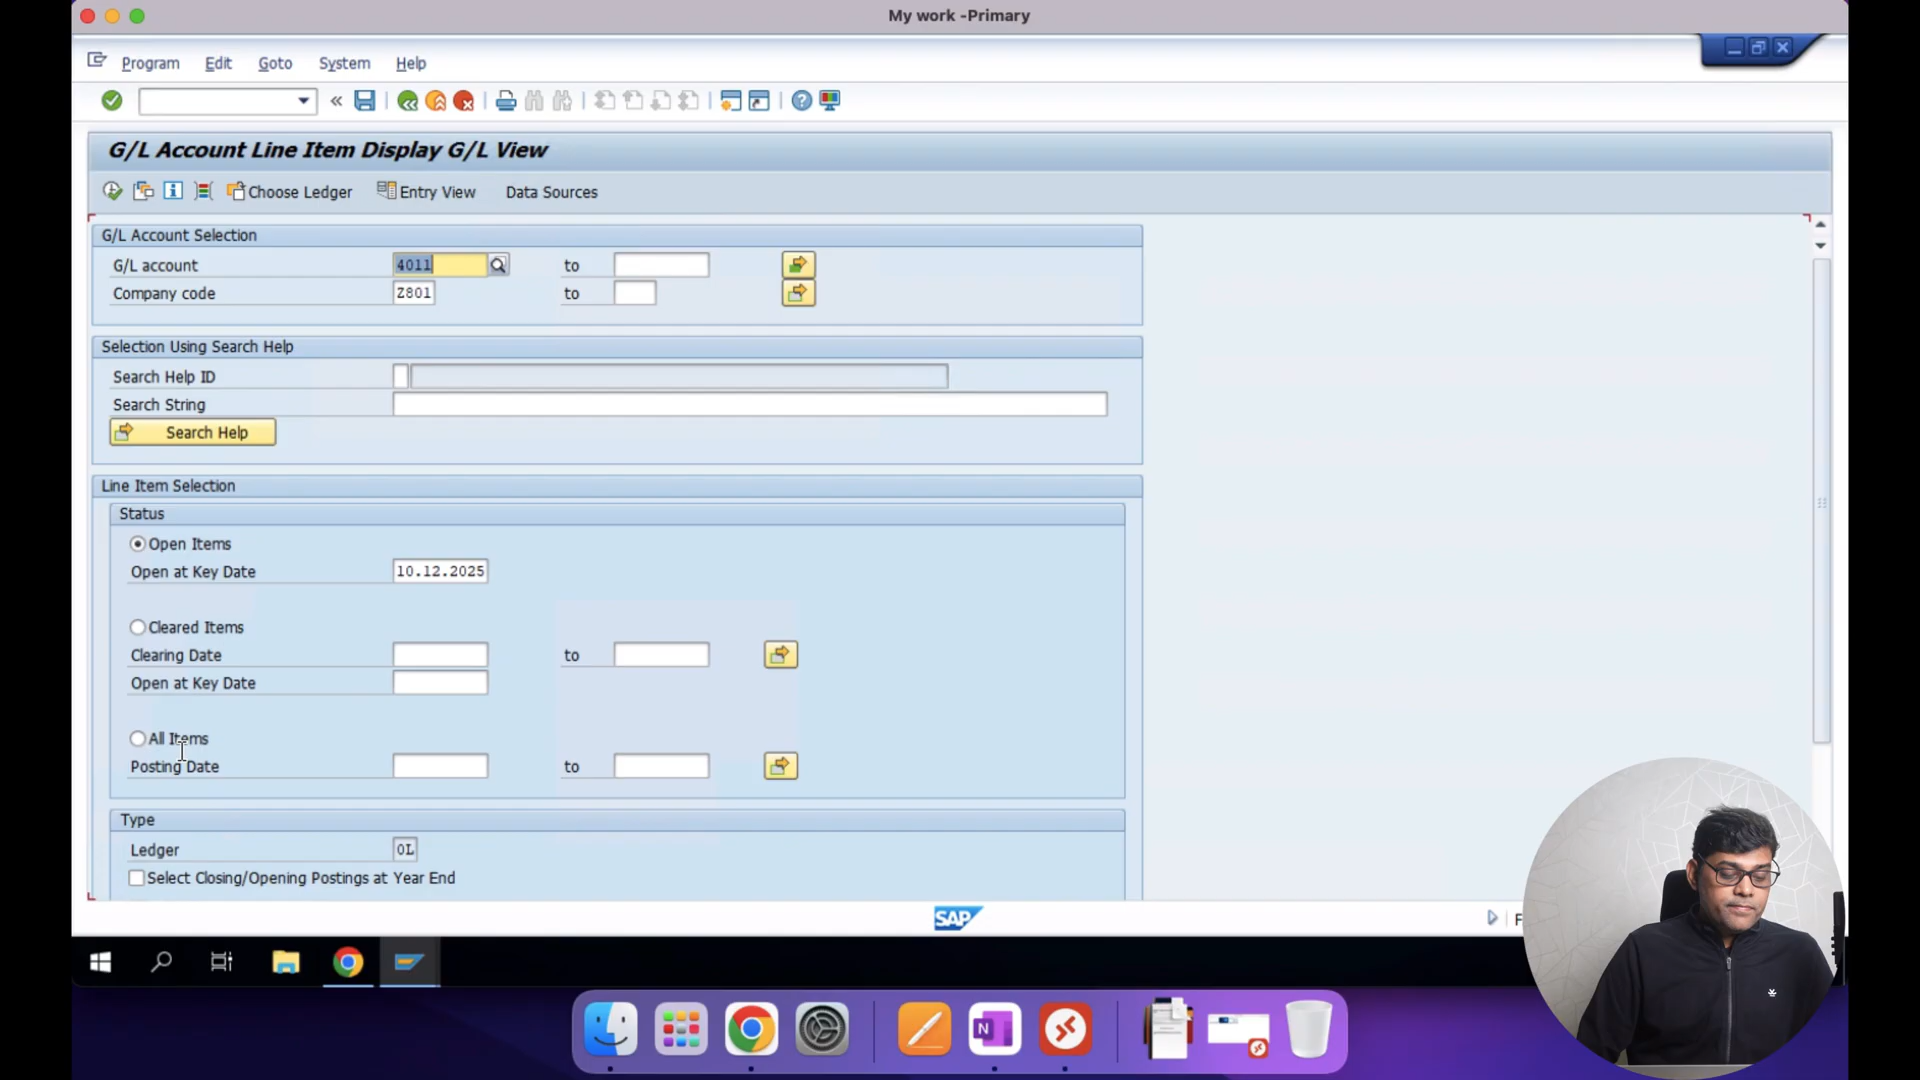 My work -Primary
Program Edit Goto System Help
G/L Account Line Item Display G/L View
Choose Ledger Entry View Data Sources
G/L Account Selection
G/L account 4011 to
Company code Z801 to
Selection Using Search Help
Search Help ID
Search String
Search Help
Line Item Selection
Status
Open Items
Open at Key Date 10.12.2025
Cleared Items
Clearing Date to
Open at Key Date
All Items
Posting Date to
Type
Ledger 0L
Select Closing/Opening Postings at Year End
SAP
F
N